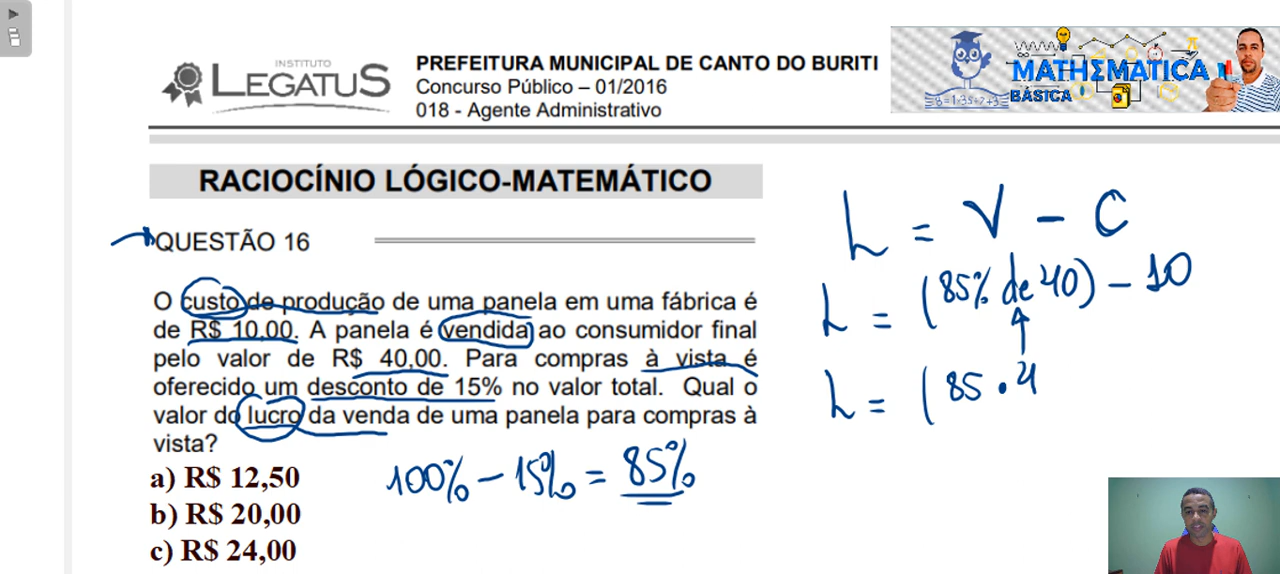 INSTITUTO
LEGATUS
PREFEITURA MUNICIPAL DE CANTO DO BURITI
Concurso Público – 01/2016
018 - Agente Administrativo
MATHΣMATICA
BÁSICA
RACIOCÍNIO LÓGICO-MATEMÁTICO
QUESTÃO 16
O custo de produção de uma panela em uma fábrica é
de R$ 10,00. A panela é vendida ao consumidor final
pelo valor de R$ 40,00. Para compras à vista é
oferecido um desconto de 15% no valor total. Qual o
valor do lucro da venda de uma panela para compras à
vista?
a) R$ 12,50
b) R$ 20,00
c) R$ 24,00
100% - 15% = 85%
L = V - C
L = (85% de 40) - 10
L = (85 . 4